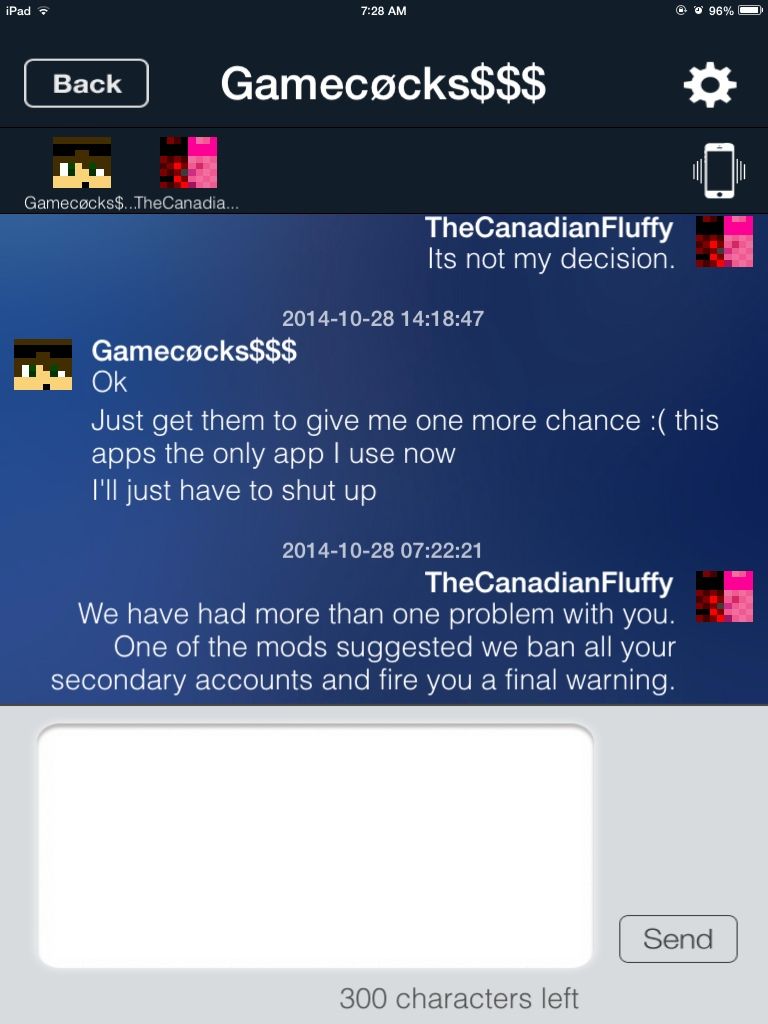 iPad 7:28 AM 96%
Back Gamecøcks$$$
Gamecøcks$... TheCanadia...
TheCanadianFluffy
Its not my decision.
2014-10-28 14:18:47
Gamecøcks$$$
Ok
Just get them to give me one more chance :( this
apps the only app I use now
I'll just have to shut up
2014-10-28 07:22:21
TheCanadianFluffy
We have had more than one problem with you.
One of the mods suggested we ban all your
secondary accounts and fire you a final warning.
Send
300 characters left